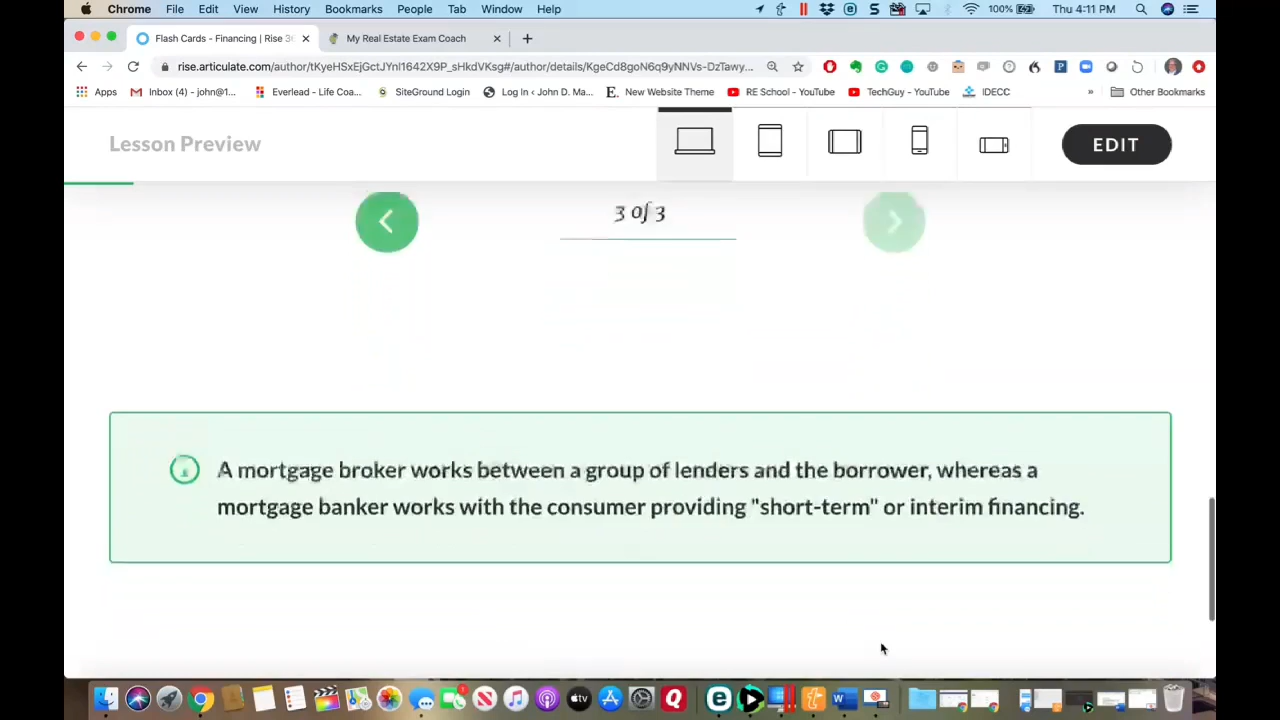 Chrome File Edit View History Bookmarks People Tab Window Help 100% Thu 4:11 PM
Flash Cards - Financing | Rise 3 My Real Estate Exam Coach
rise.articulate.com/author/tKyeHSxEjGctJYnl1642X9P_sHkdVKsg#/author/details/KgeCd8goN6q9yNNVs-DzTawy...
Apps Inbox (4) - john@1... Everlead - Life Coa... SiteGround Login Log In ‹ John D. Ma... New Website Theme RE School - YouTube TechGuy - YouTube IDECC » Other Bookmarks
Lesson Preview EDIT
3 of 3
A mortgage broker works between a group of lenders and the borrower, whereas a
mortgage banker works with the consumer providing "short-term" or interim financing.